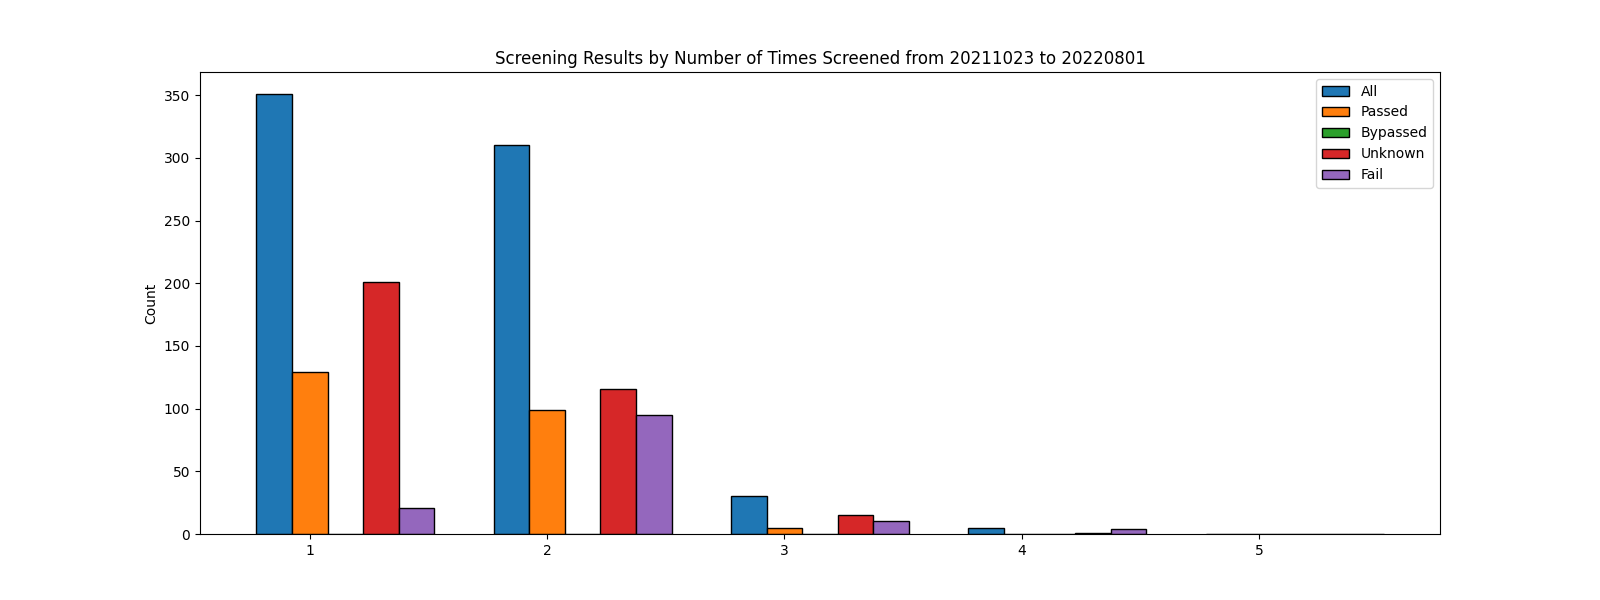 Screening Results by Number of Times Screened from 20211023 to 20220801
All
Passed
Bypassed
Unknown
Fail
350
300
250
200
150
100
50
0
Count
1 2 3 4 5